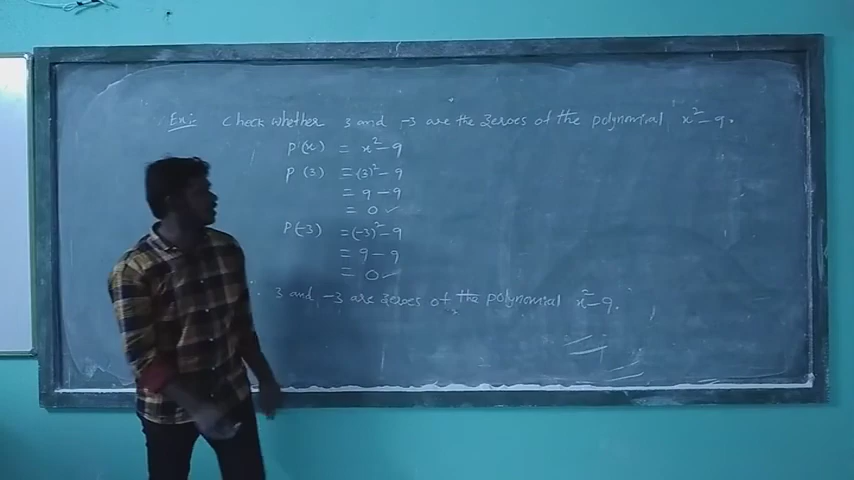 Ex:- Check whether 3 and -3 are the zeroes of the polynomial x²-9.
P(x) = x²-9
P(3) = (3)²-9
= 9-9
= 0 ✓
P(-3) = (-3)²-9
= 9-9
= 0 ✓
3 and -3 are zeroes of the polynomial x²-9.